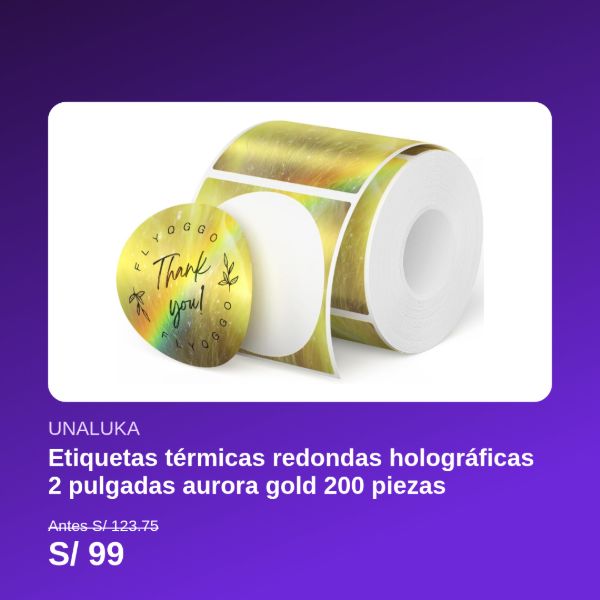 FLYOGGO
Thank
you!
FLYOGGO
UNALUKA
Etiquetas térmicas redondas holográficas
2 pulgadas aurora gold 200 piezas
Antes S/ 123.75
S/ 99